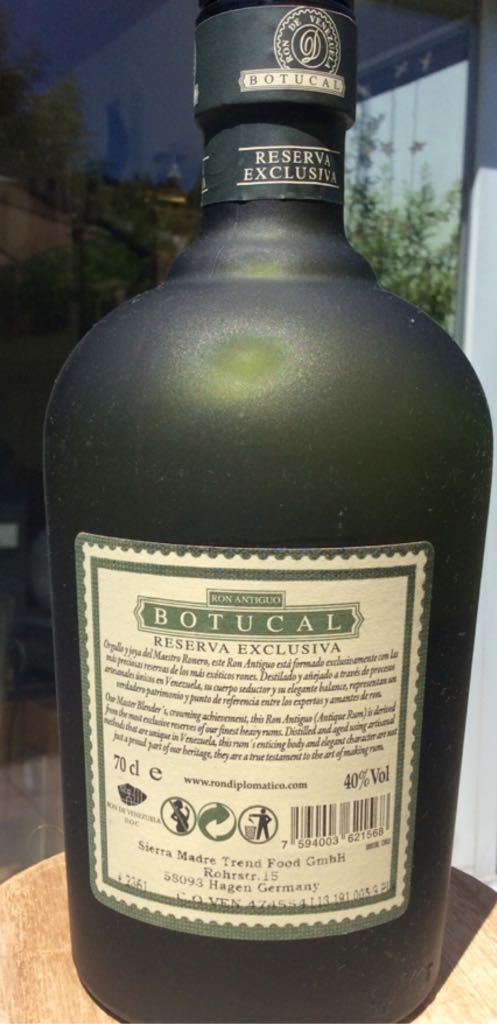 RON DE VENEZUELA
D
BOTUCAL
RESERVA
EXCLUSIVA
RON ANTIGUO
BOTUCAL
RESERVA EXCLUSIVA
Orgullo y joya del Maestro Ronero, este Ron Antiguo está formado exclusivamente con las
más preciosas reservas de los más exóticos rones. Destilado y añejado a través de procesos
artesanales únicos en Venezuela, su cuerpo seductor y su elegante balance, representan un
verdadero patrimonio y punto de referencia entre los expertos y amantes de ron.
Our Master Blender´s, crowning achievement, this Ron Antiguo (Antique Rum) is derived
from the most exclusive reserves of our finest heavy rums. Distilled and aged using artisanal
methods that are unique in Venezuela, this rum´s enticing body and elegant character are not
just a proud part of our heritage, they are a true testament to the art of making rum.
70 cl e www.rondiplomatico.com 40% Vol
RON DE VENEZUELA
D.O.C
7 594003 621568
Sierra Madre Trend Food GmbH
Rohrstr.15
58093 Hagen Germany